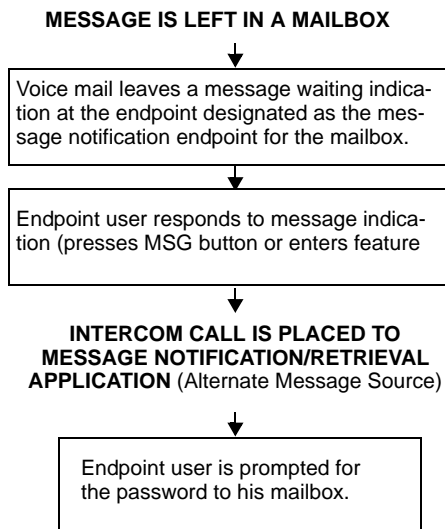 MESSAGE IS LEFT IN A MAILBOX
Voice mail leaves a message waiting indica-
tion at the endpoint designated as the mes-
sage notification endpoint for the mailbox.
Endpoint user responds to message indica-
tion (presses MSG button or enters feature
INTERCOM CALL IS PLACED TO
MESSAGE NOTIFICATION/RETRIEVAL
APPLICATION (Alternate Message Source)
Endpoint user is prompted for
the password to his mailbox.